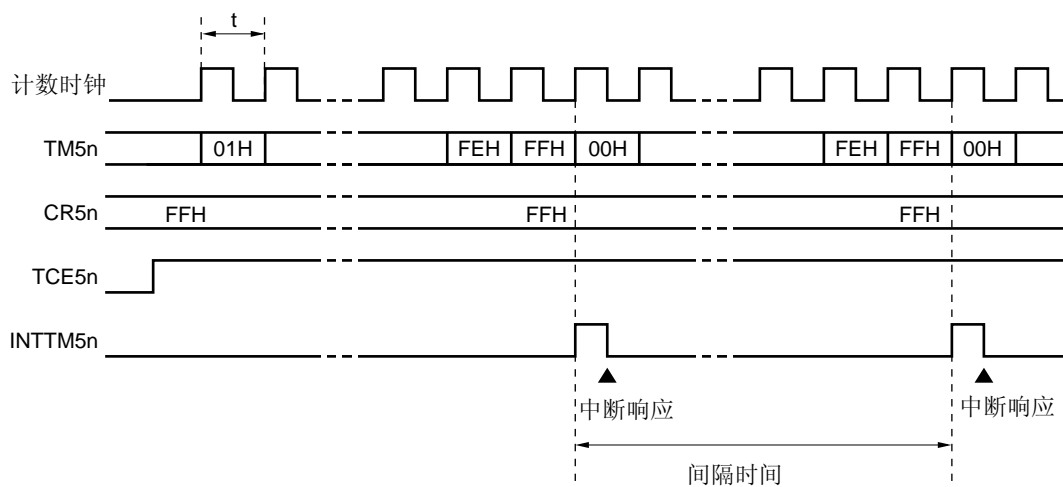 t
计数时钟
TM5n 01H FEH FFH 00H FEH FFH 00H
CR5n FFH FFH FFH
TCE5n
INTTM5n
中断响应 中断响应
间隔时间